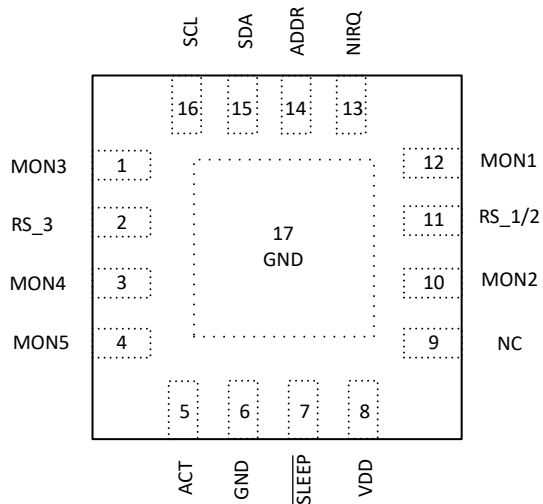 SCL SDA ADDR NIRQ
16 15 14 13
MON3 1 12 MON1
RS_3 2 11 RS_1/2
17
GND
MON4 3 10 MON2
MON5 4 9 NC
5 6 7 8
ACT GND SLEEP VDD